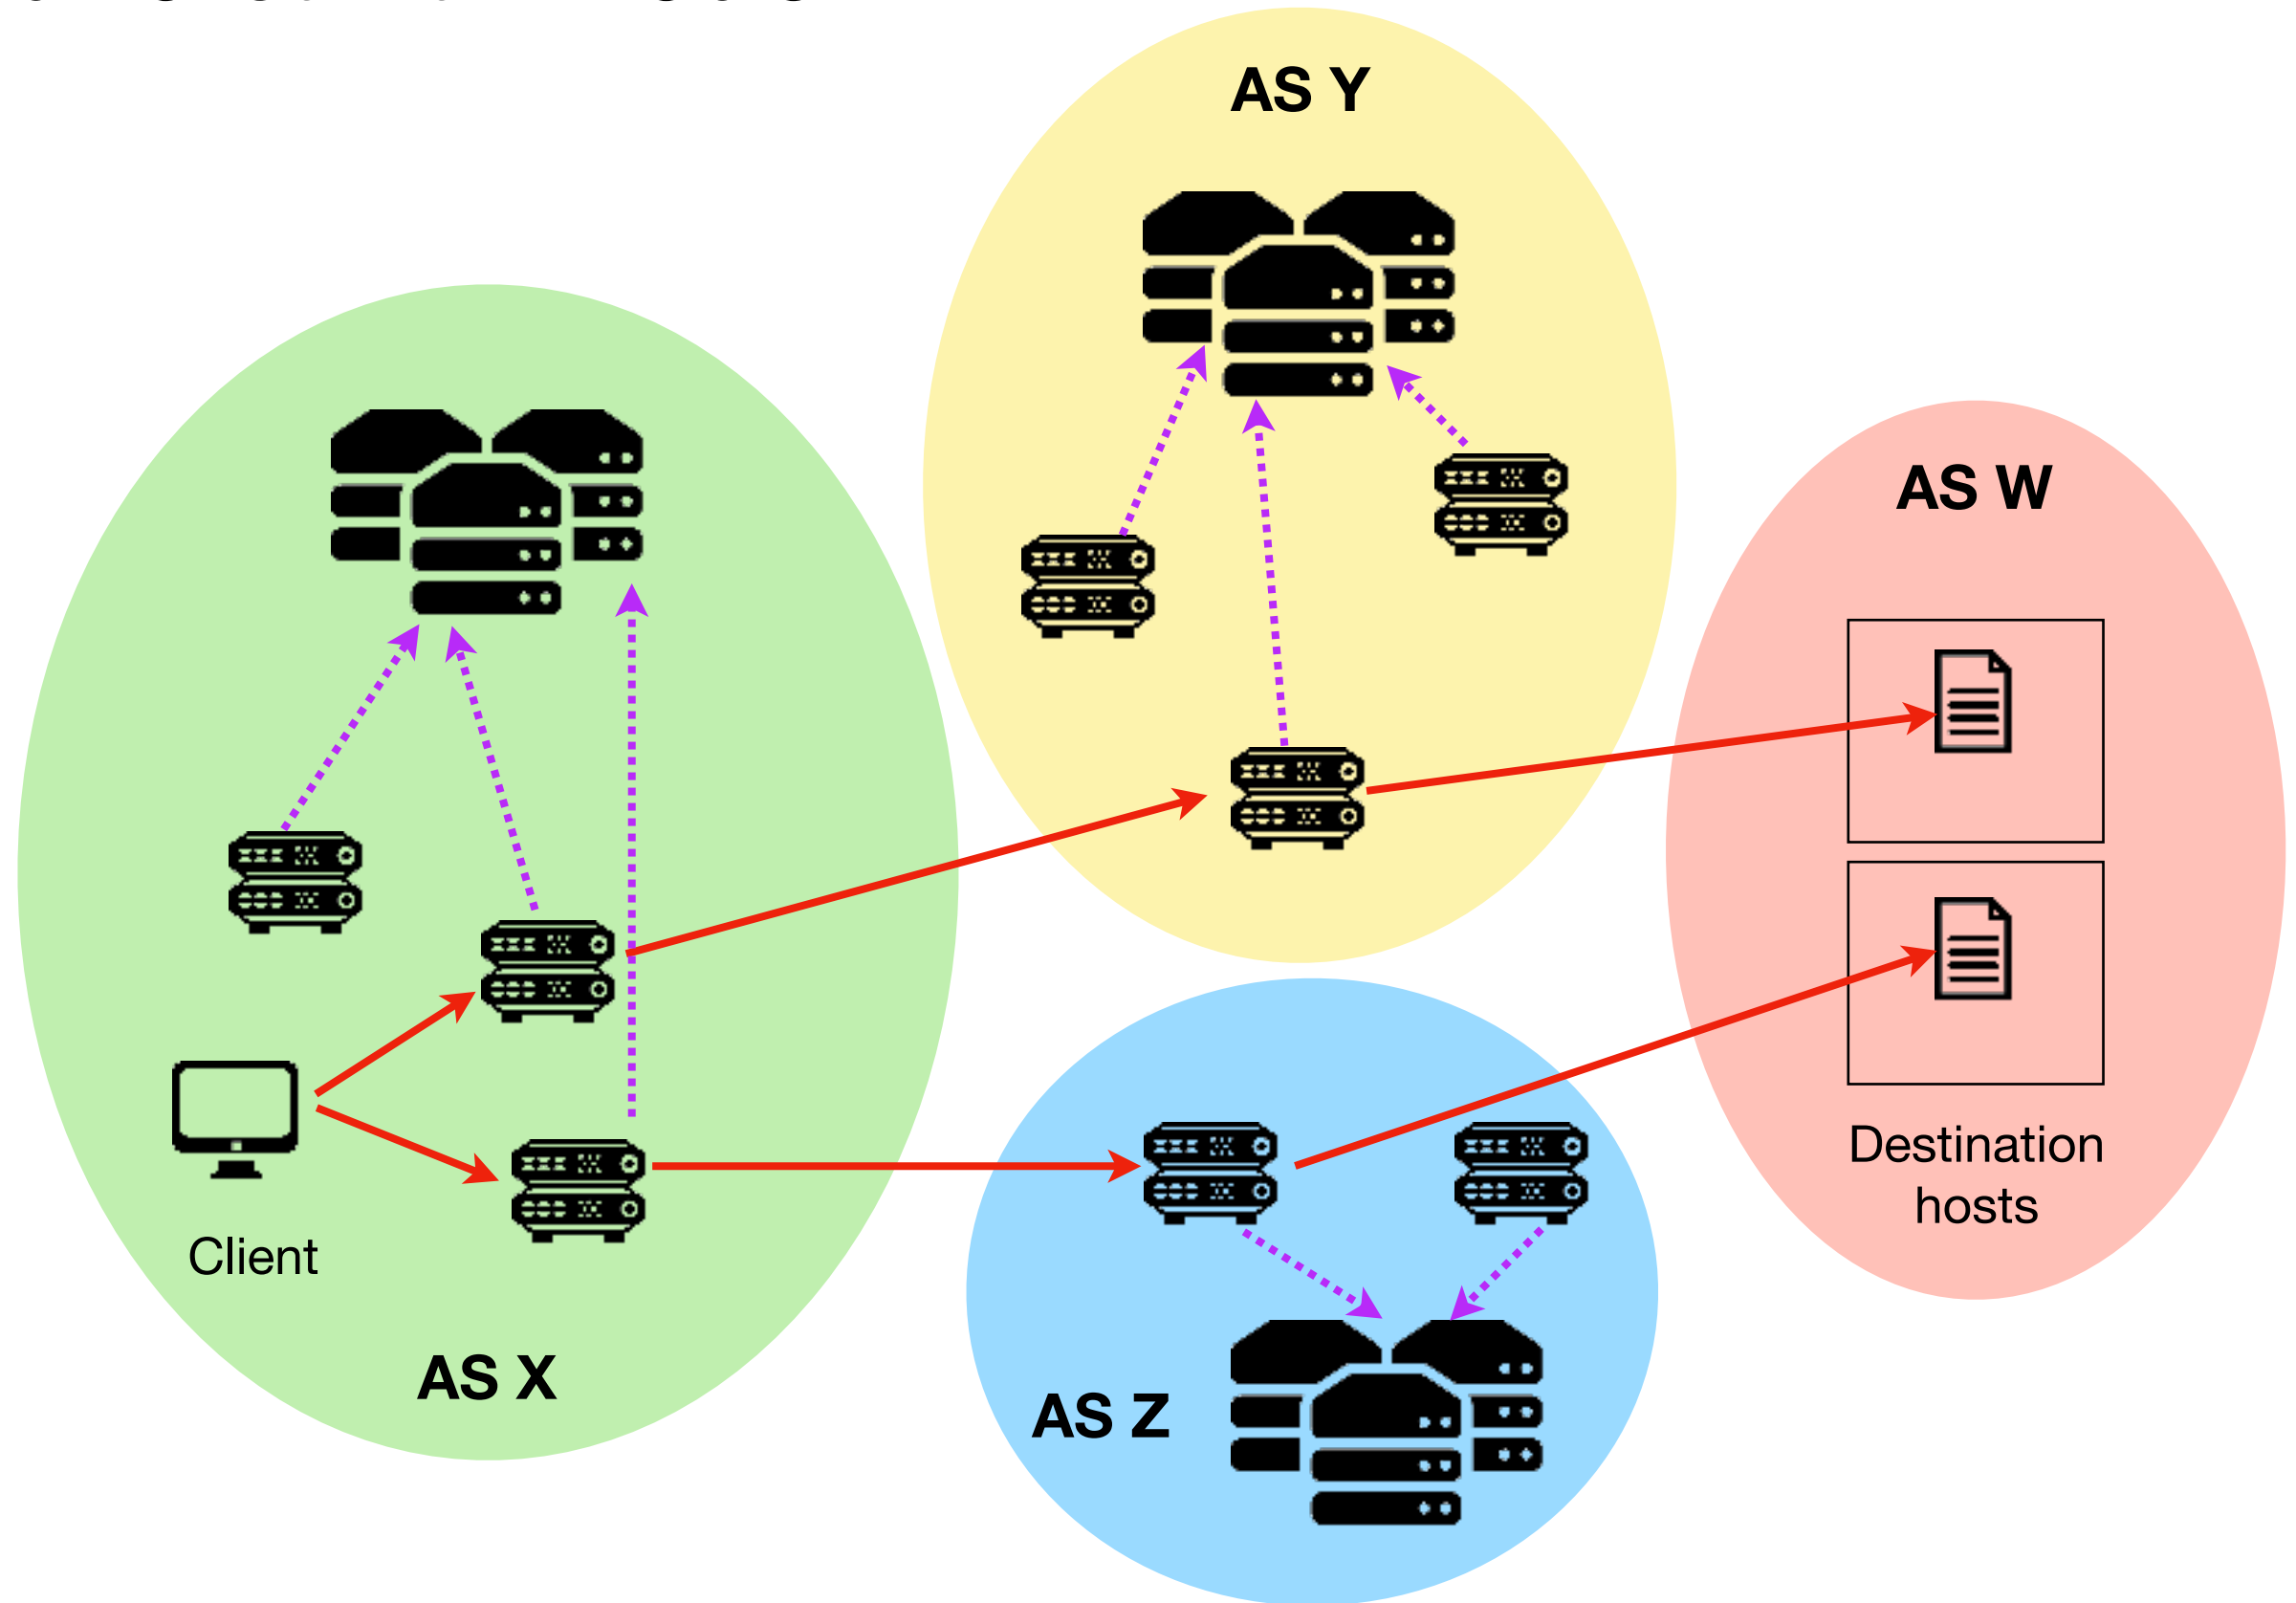 AS Y
AS W
Destination
hosts
Client
AS X
AS Z